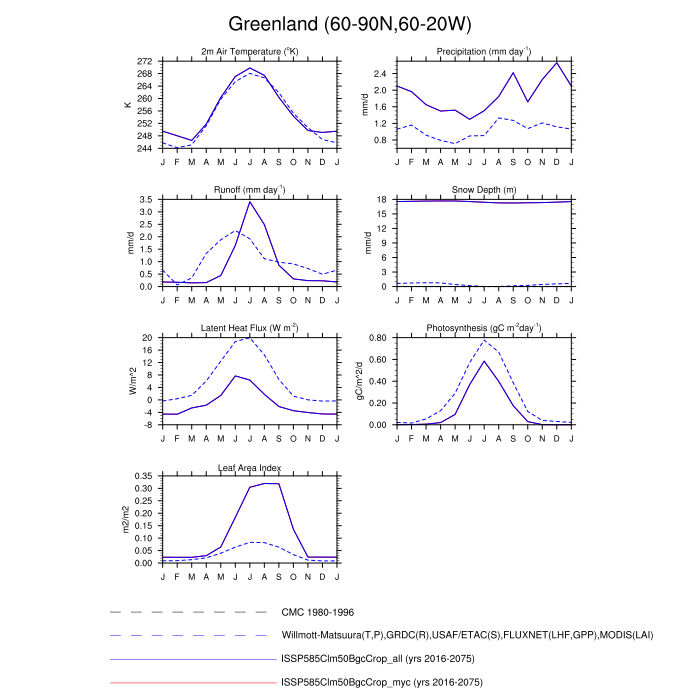 Greenland (60-90N,60-20W)
2m Air Temperature (°K)
272
268
264
260
256
252
248
244
K
J F M A M J J A S O N D J
Precipitation (mm day-1)
2.4
2.0
1.6
1.2
0.8
mm/d
J F M A M J J A S O N D J
Runoff (mm day-1)
3.5
3.0
2.5
2.0
1.5
1.0
0.5
0.0
mm/d
J F M A M J J A S O N D J
Snow Depth (m)
18
15
12
9
6
3
0
mm/d
J F M A M J J A S O N D J
Latent Heat Flux (W m-2)
20
16
12
8
4
0
-4
-8
W/m^2
J F M A M J J A S O N D J
Photosynthesis (gC m-2day-1)
0.80
0.60
0.40
0.20
0.00
gC/m^2/d
J F M A M J J A S O N D J
Leaf Area Index
0.35
0.30
0.25
0.20
0.15
0.10
0.05
0.00
m2/m2
J F M A M J J A S O N D J
CMC 1980-1996
Willmott-Matsuura(T,P),GRDC(R),USAF/ETAC(S),FLUXNET(LHF,GPP),MODIS(LAI)
ISSP585Clm50BgcCrop_all (yrs 2016-2075)
ISSP585Clm50BgcCrop_myc (yrs 2016-2075)